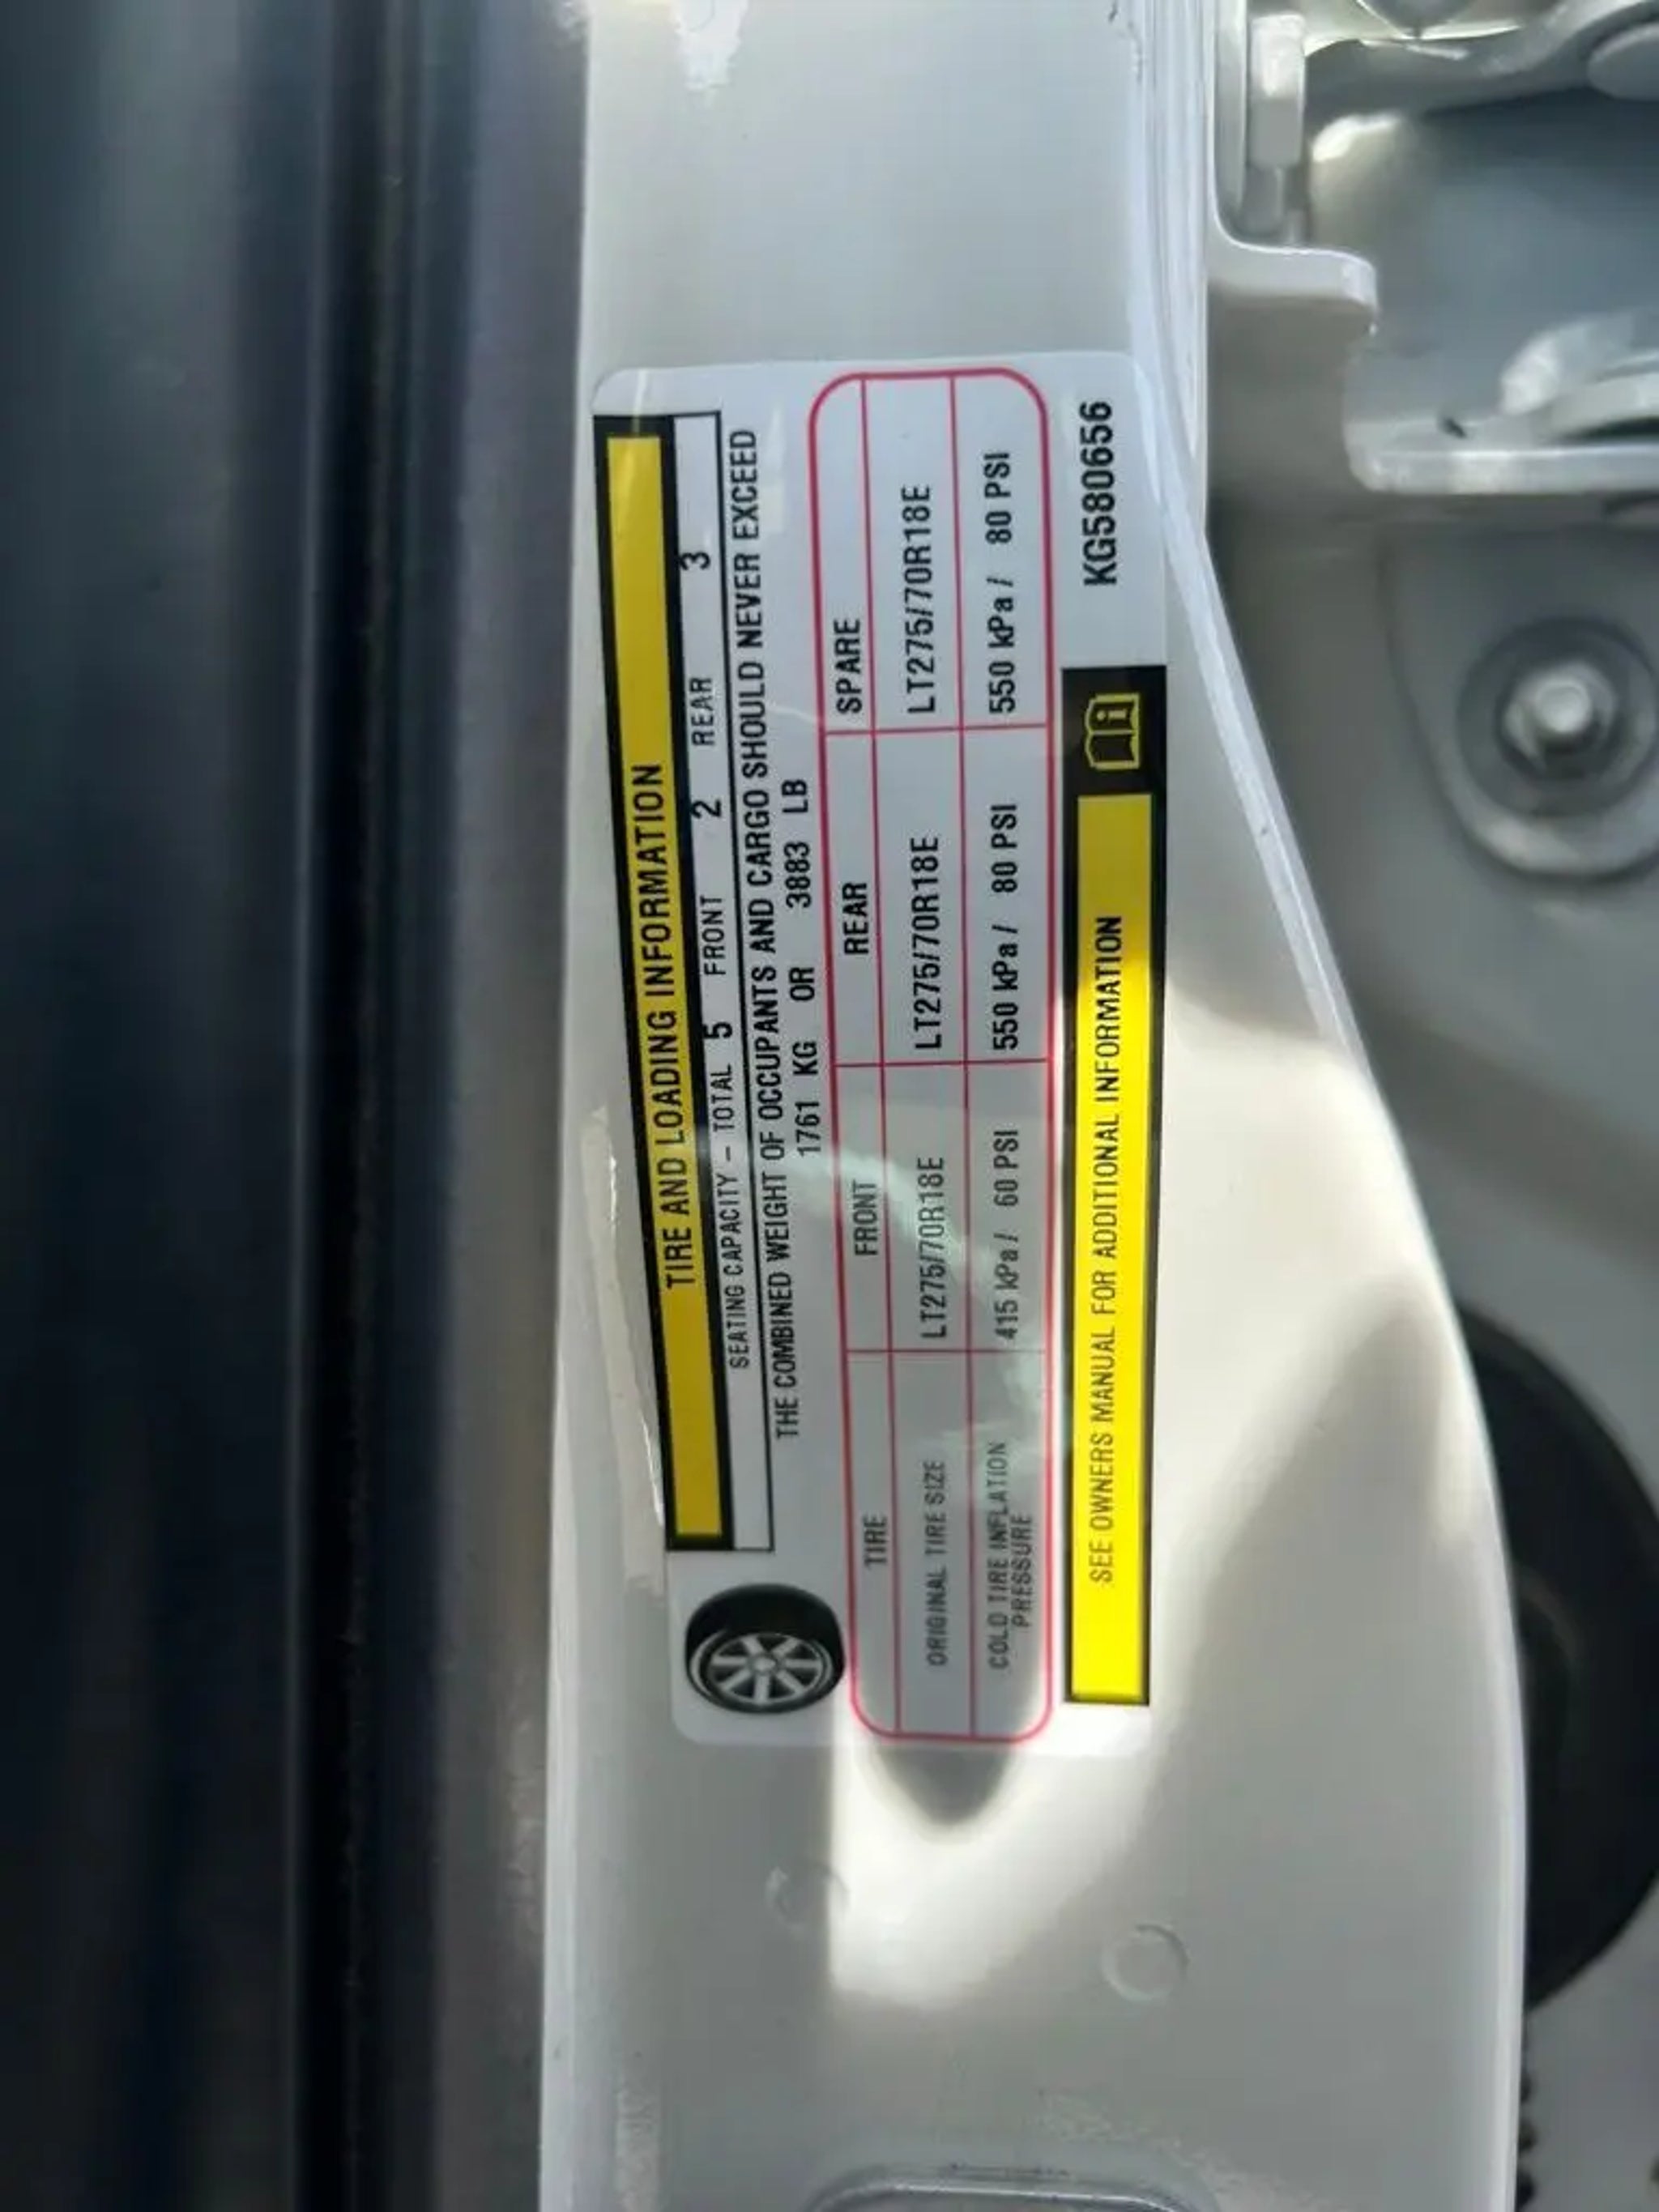 TIRE AND LOADING INFORMATION
SEATING CAPACITY – TOTAL 5 FRONT 2 REAR 3
THE COMBINED WEIGHT OF OCCUPANTS AND CARGO SHOULD NEVER EXCEED
1761 KG OR 3883 LB
TIRE FRONT REAR SPARE
ORIGINAL TIRE SIZE LT275/70R18E LT275/70R18E LT275/70R18E
COLD TIRE INFLATION PRESSURE 415 kPa / 60 PSI 550 kPa / 80 PSI 550 kPa / 80 PSI
SEE OWNERS MANUAL FOR ADDITIONAL INFORMATION
KG580656